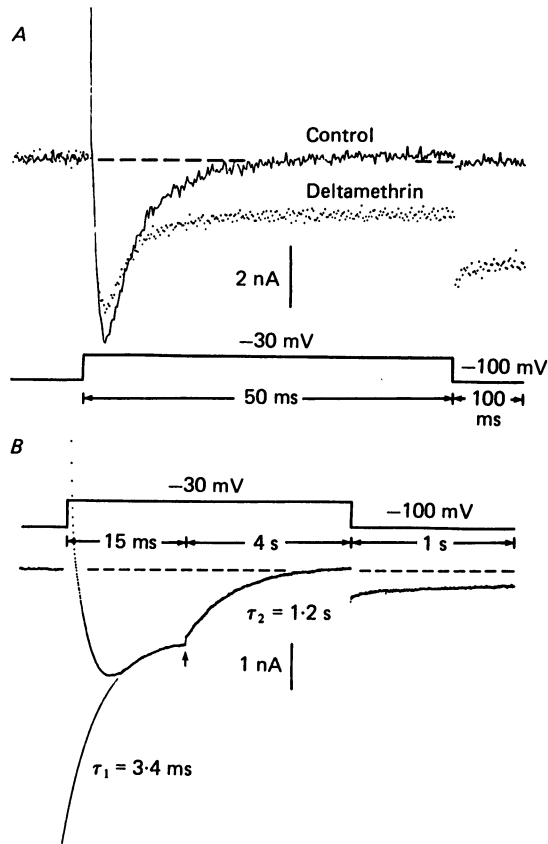 A
Control
Deltamethrin
2 nA
−30 mV
−100 mV
50 ms
100 ms
B
−30 mV
−100 mV
15 ms
4 s
1 s
τ2 = 1·2 s
1 nA
τ1 = 3·4 ms